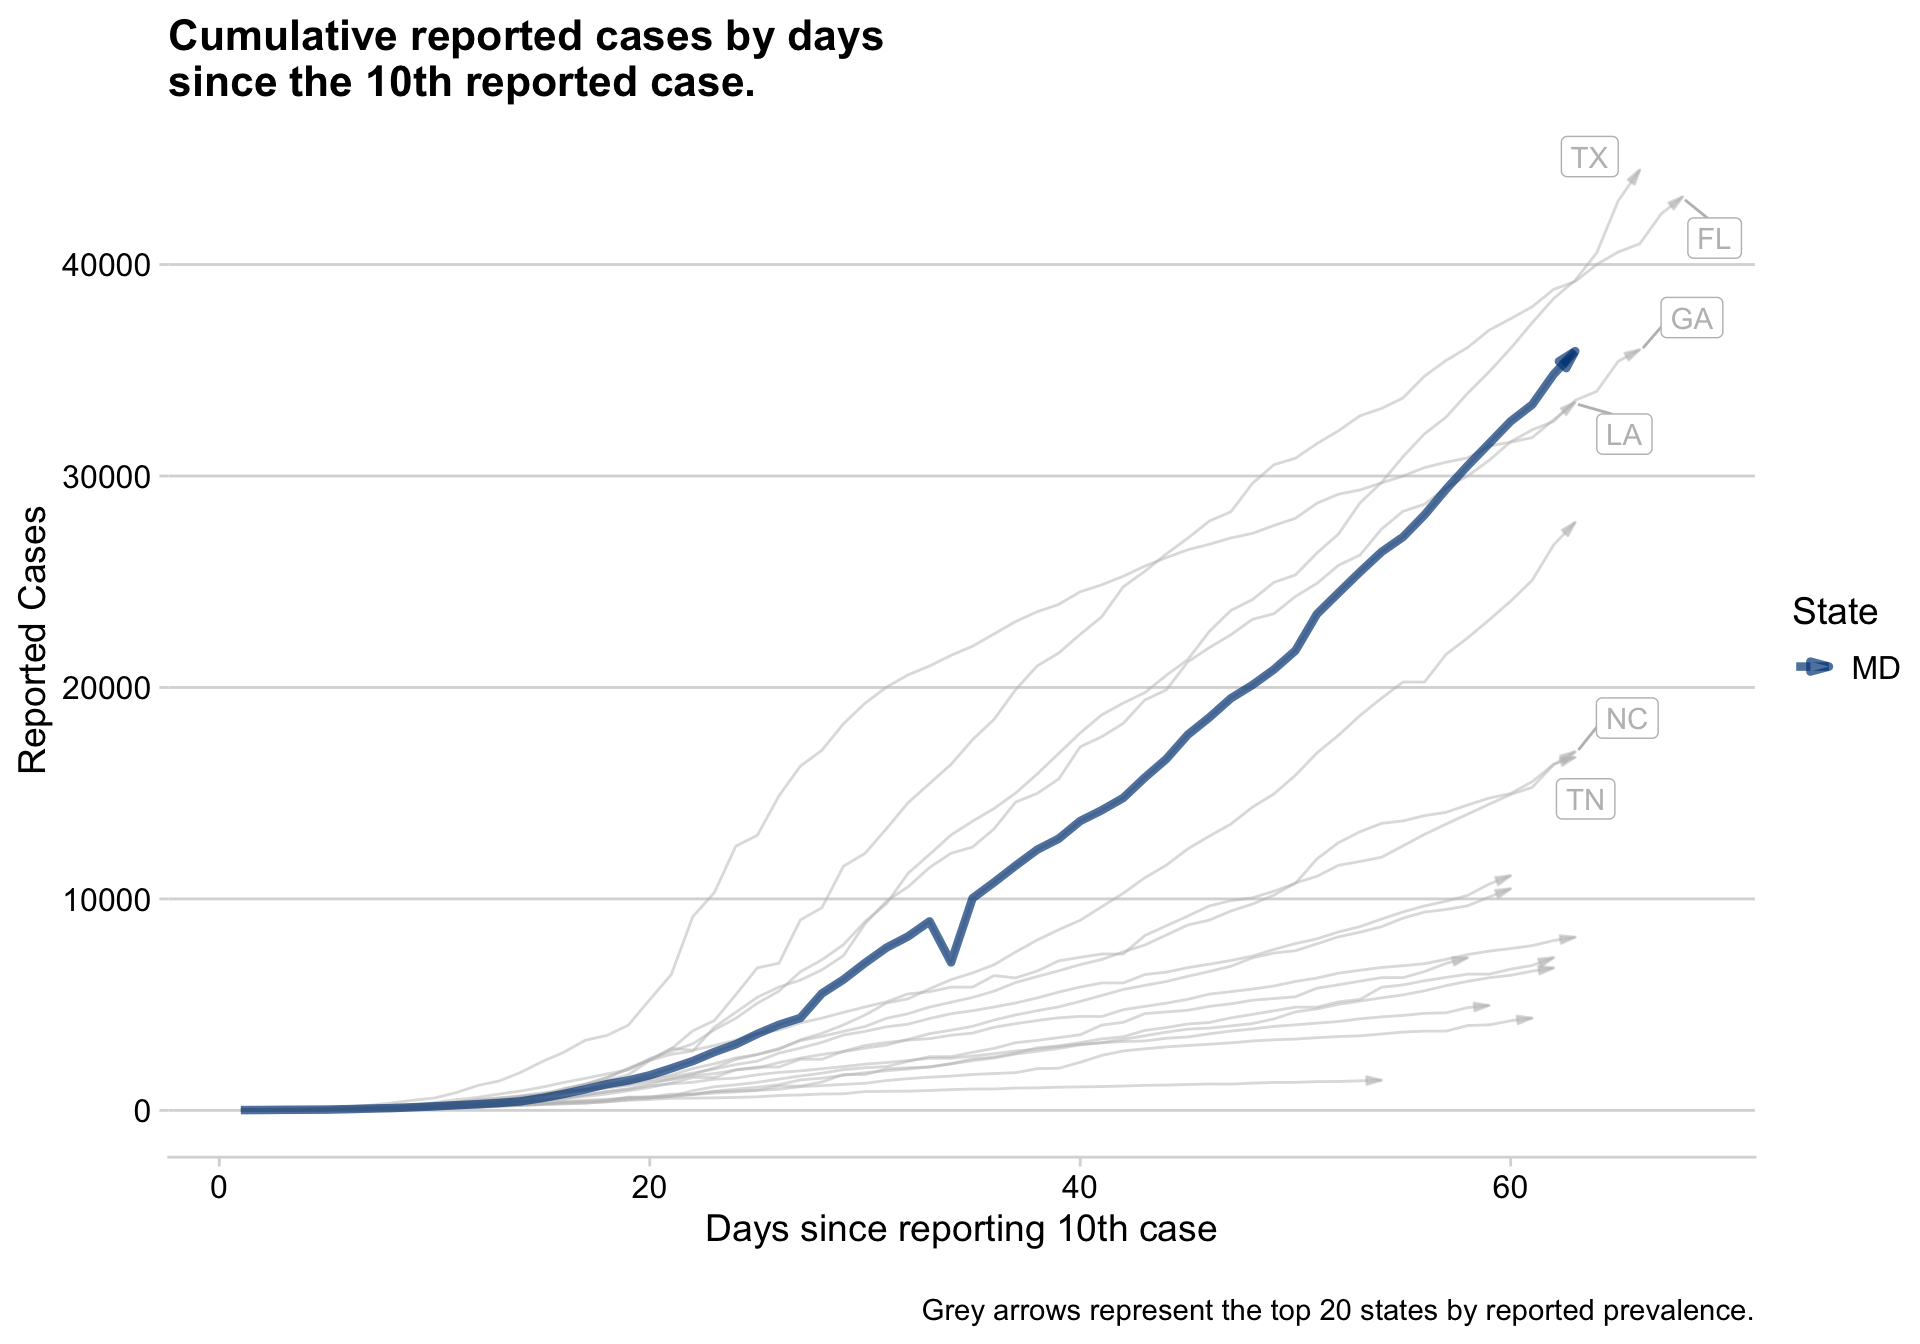 Cumulative reported cases by days
since the 10th reported case.
TX
FL
40000
GA
LA
30000
Reported Cases
State
MD
20000
NC
TN
10000
0
0 20 40 60
Days since reporting 10th case
Grey arrows represent the top 20 states by reported prevalence.